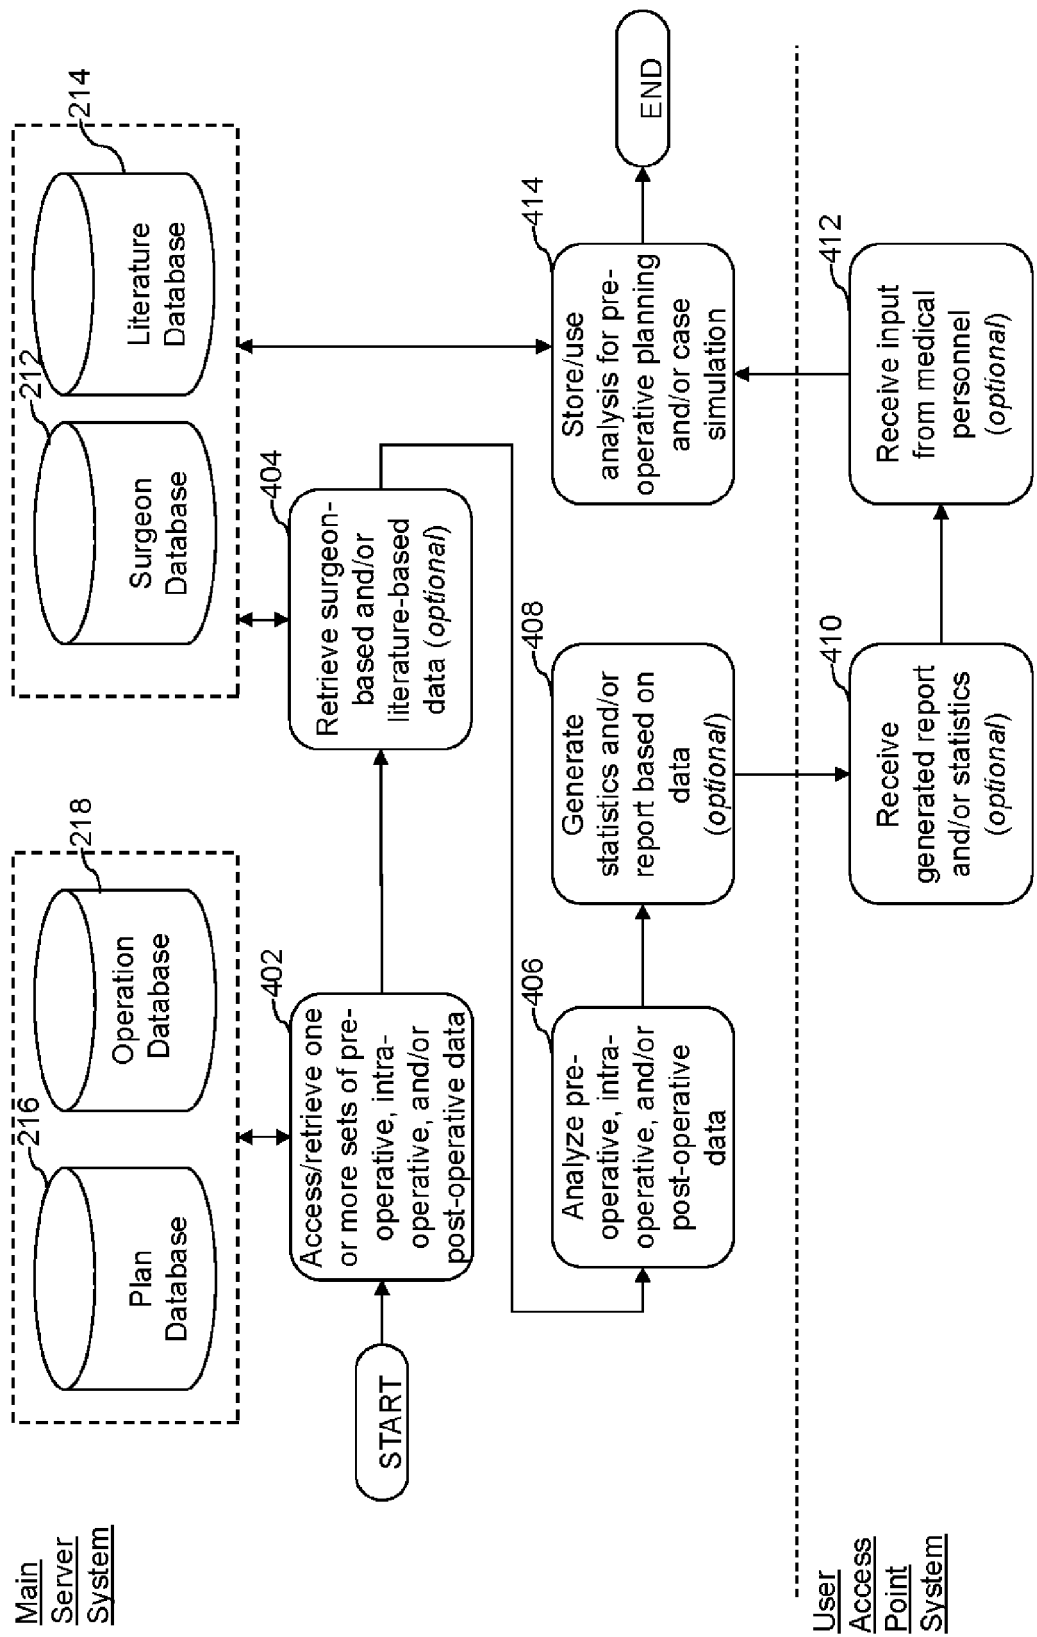 Main
Server
System
216
218
212
214
Plan
Database
Operation
Database
Surgeon
Database
Literature
Database
START
402
Access/retrieve one
or more sets of pre-
operative, intra-
operative, and/or
post-operative data
404
Retrieve surgeon-
based and/or
literature-based
data (optional)
406
Analyze pre-
operative, intra-
operative, and/or
post-operative
data
408
Generate
statistics and/or
report based on
data
(optional)
414
Store/use
analysis for pre-
operative planning
and/or case
simulation
END
User
Access
Point
System
410
Receive
generated report
and/or statistics
(optional)
412
Receive input
from medical
personnel
(optional)